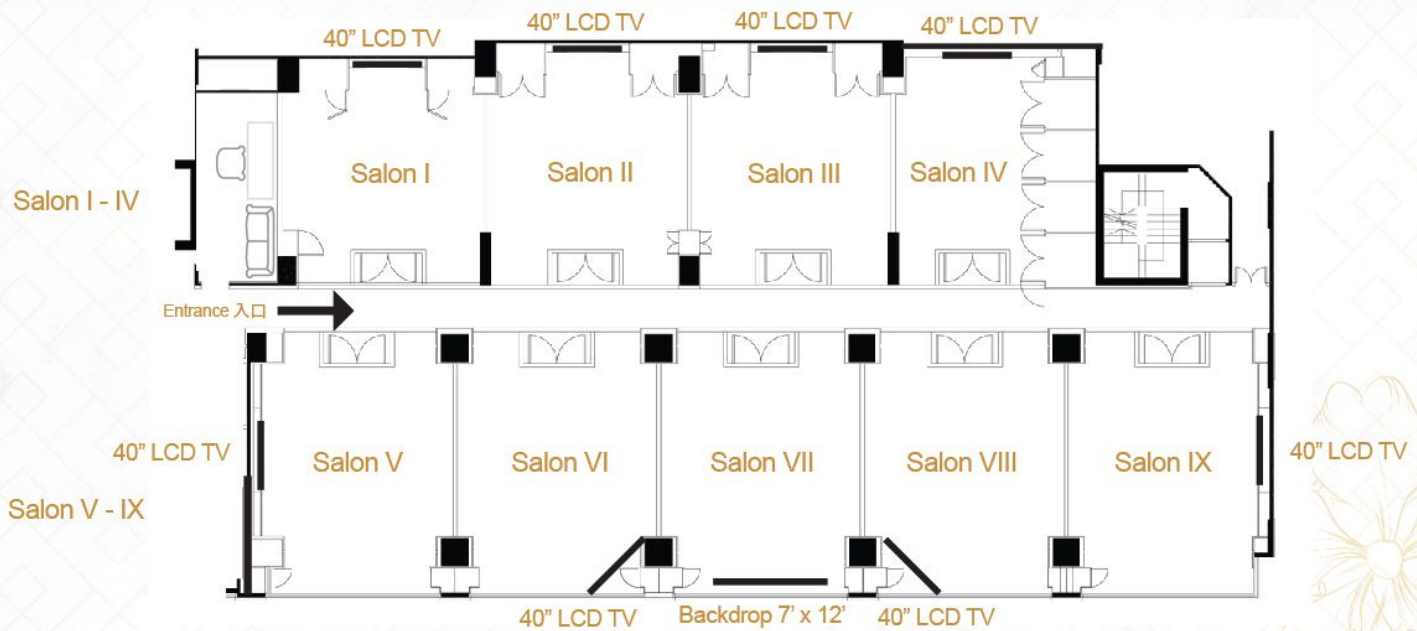 40” LCD TV
40” LCD TV
40” LCD TV
40” LCD TV
Salon I
Salon II
Salon III
Salon IV
Salon I - IV
Entrance 入口
40” LCD TV
Salon V
Salon VI
Salon VII
Salon VIII
Salon IX
40” LCD TV
Salon V - IX
40” LCD TV
Backdrop 7’ x 12’
40” LCD TV